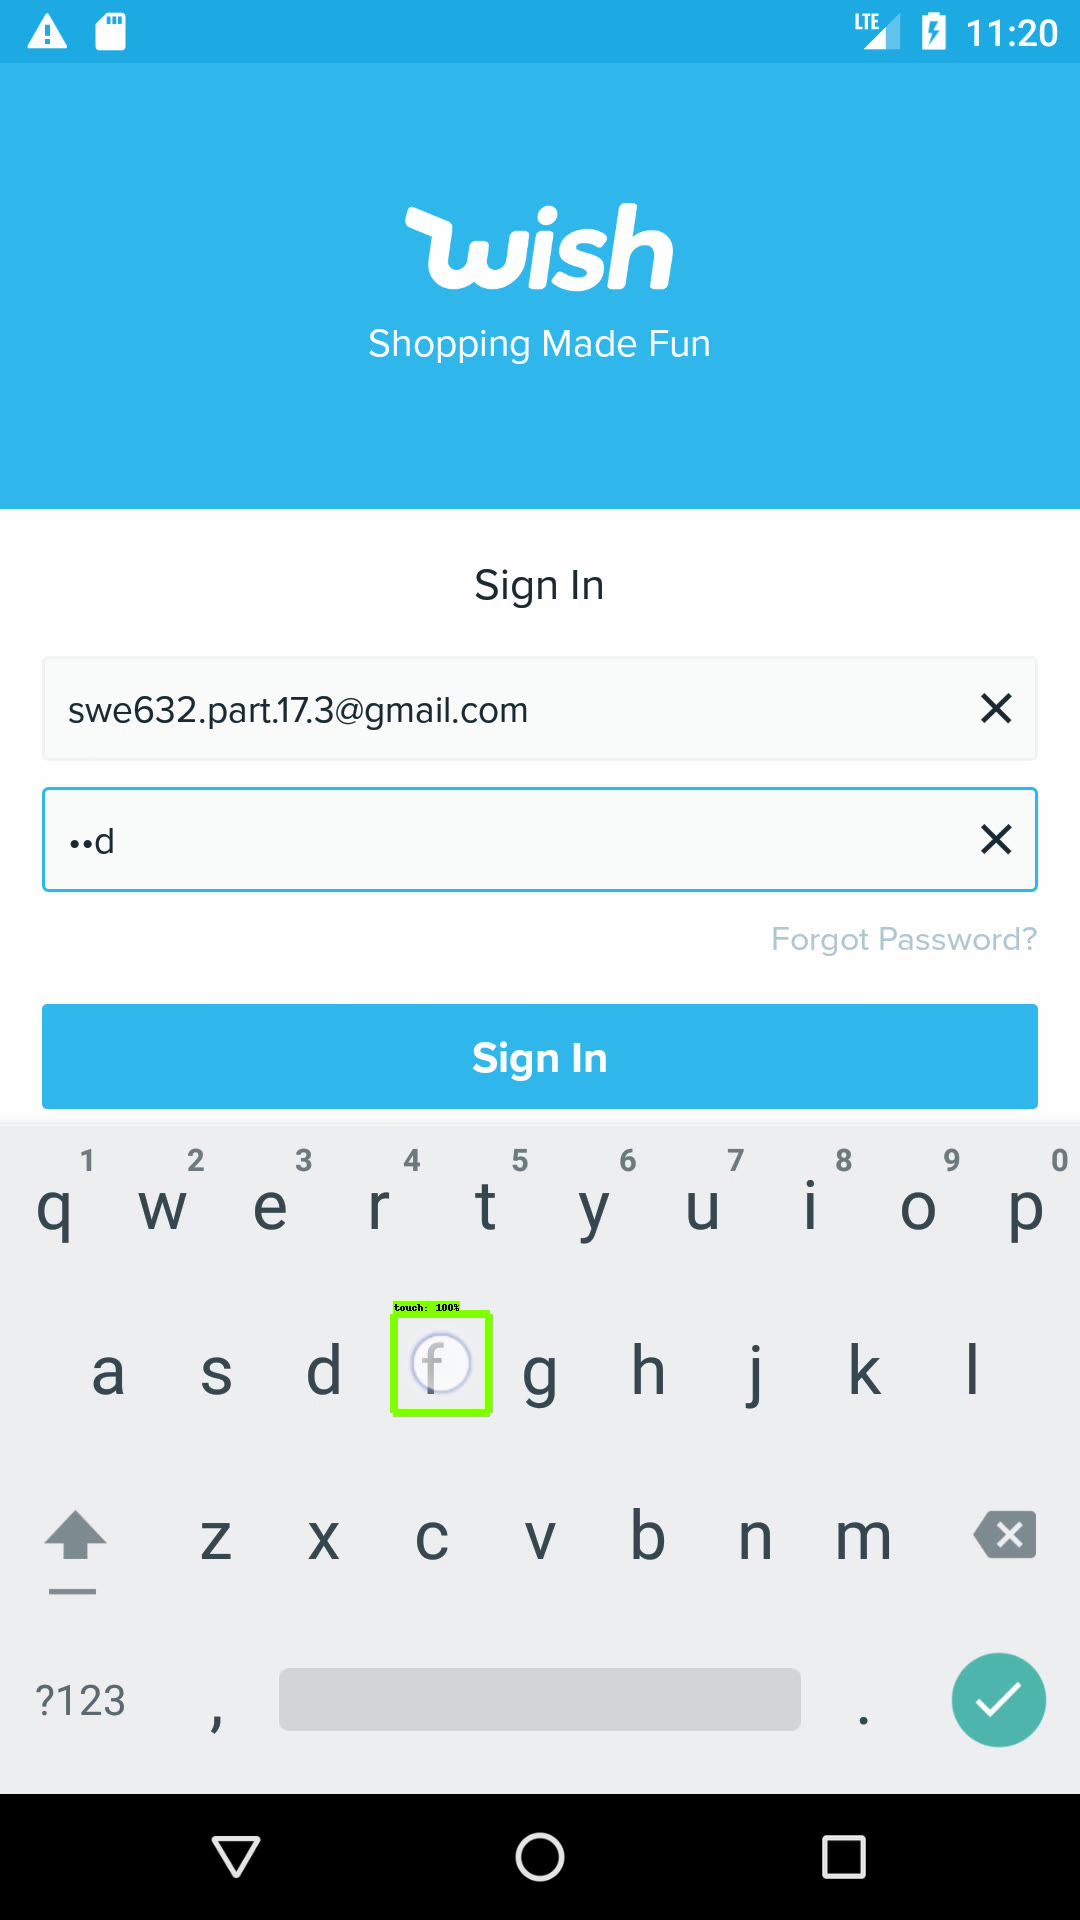 LTE 11:20
wish
Shopping Made Fun
Sign In
swe632.part.17.3@gmail.com
••d
Forgot Password?
Sign In
1 2 3 4 5 6 7 8 9 0
q w e r t y u i o p
touch: 100%
a s d f g h j k l
z x c v b n m
?123 , .